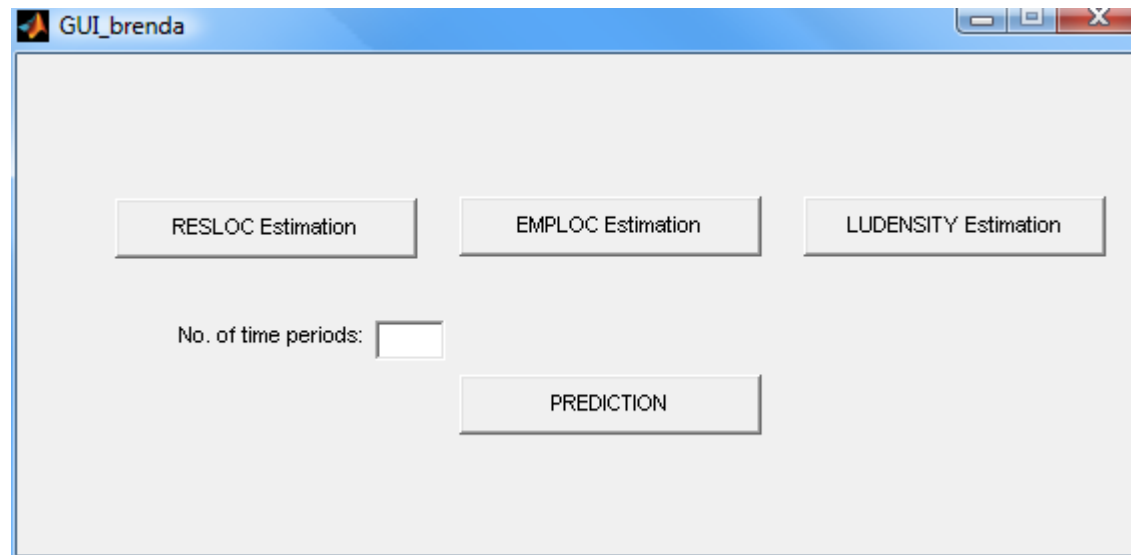 GUI_brenda
RESLOC Estimation
EMPLOC Estimation
LUDENSITY Estimation
No. of time periods:
PREDICTION